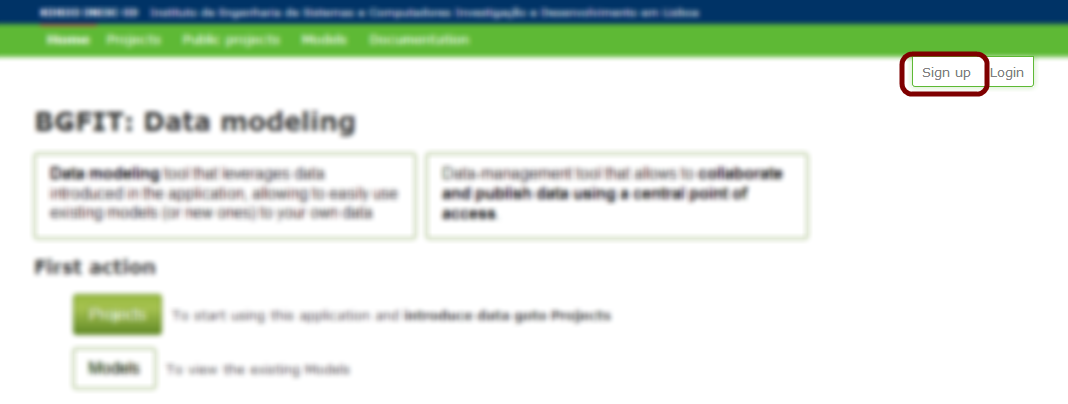 Instituto de Engenharia de Sistemas e Computadores Investigação e Desenvolvimento em Lisboa
Home Projects Public projects Models Documentation
Sign up Login
BGFIT: Data modeling
Data modeling tool that leverages data
introduced in the application, allowing to easily use
existing models (or new ones) to your own data
Data-management tool that allows to collaborate
and publish data using a central point of
access.
First action
Projects To start using this application and introduce data goto Projects
Models To view the existing Models